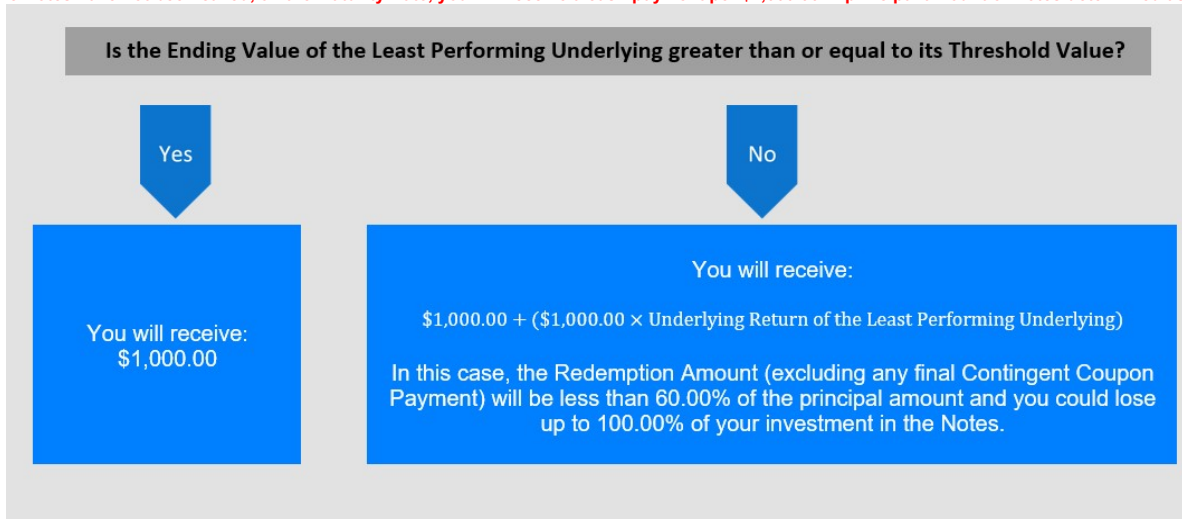 Is the Ending Value of the Least Performing Underlying greater than or equal to its Threshold Value?
Yes
No
You will receive:
$1,000.00
You will receive:
$1,000.00 + ($1,000.00 × Underlying Return of the Least Performing Underlying)
In this case, the Redemption Amount (excluding any final Contingent Coupon
Payment) will be less than 60.00% of the principal amount and you could lose
up to 100.00% of your investment in the Notes.